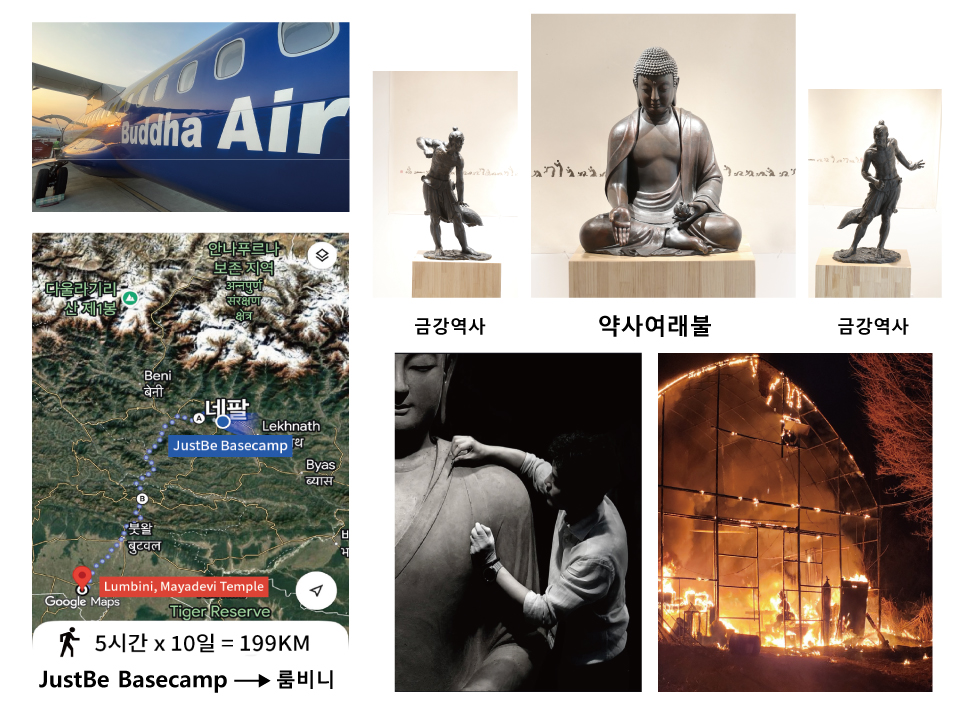 Buddha Air
안나푸르나
보존 지역
अन्नपूर्ण
संरक्षण
क्षेत्र
다울라기리
산 제1봉
Beni
बेनी
A
네팔
Lekhnath
JustBe Basecamp
थ
Byas
ब्यास
B
붓왈
बुटवल
Lumbini, Mayadevi Temple
Google Maps
Tiger Reserve
5시간 x 10일 = 199KM
JustBe Basecamp → 룸비니
금강역사
약사여래불
금강역사